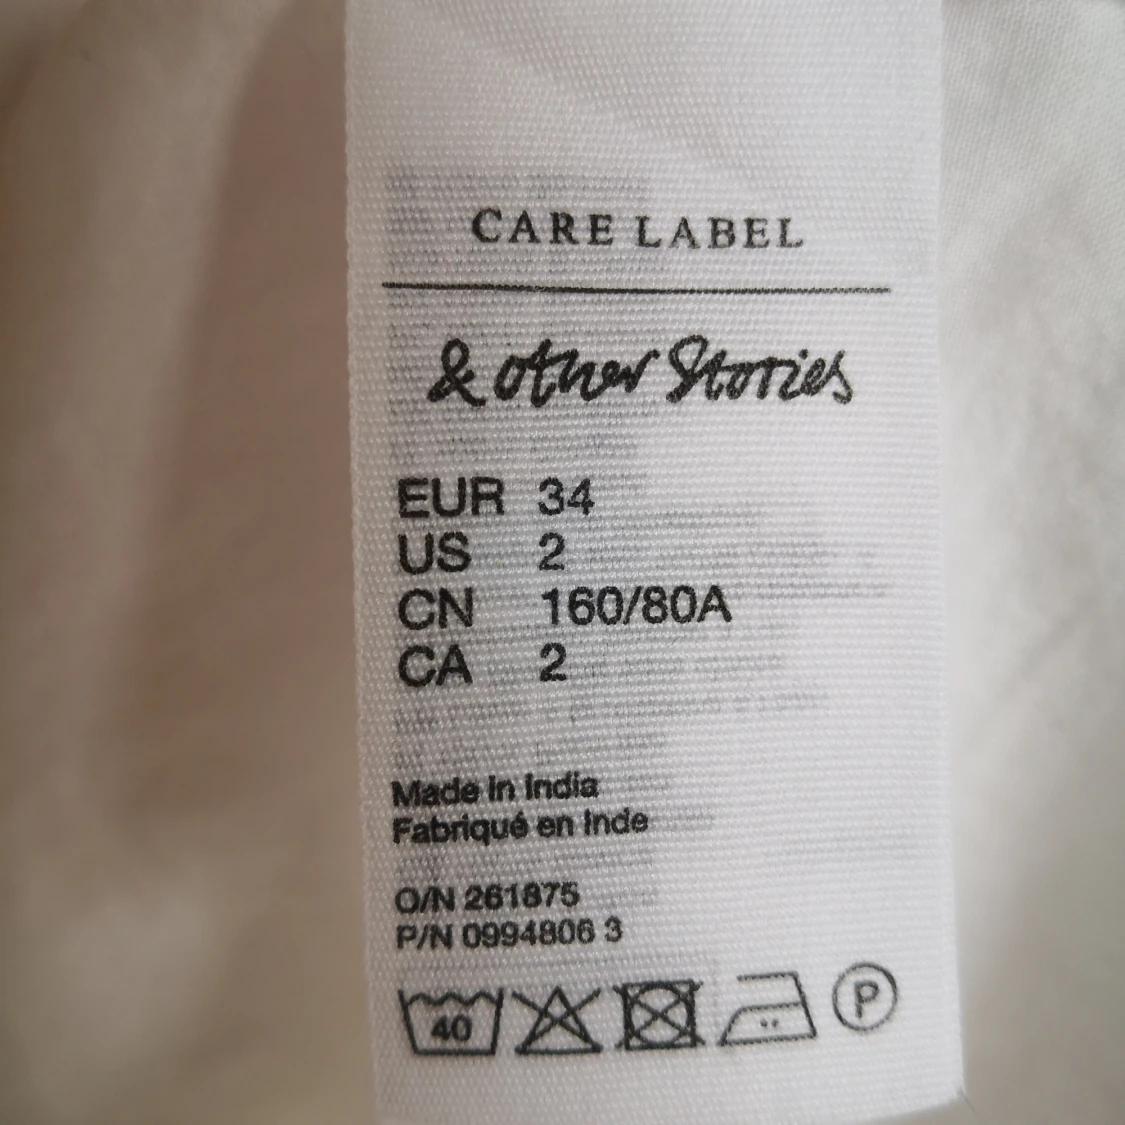 CARE LABEL
& other Stories
EUR 34
US 2
CN 160/80A
CA 2
Made in India
Fabriqué en Inde
O/N 261875
P/N 0994806 3
40
P